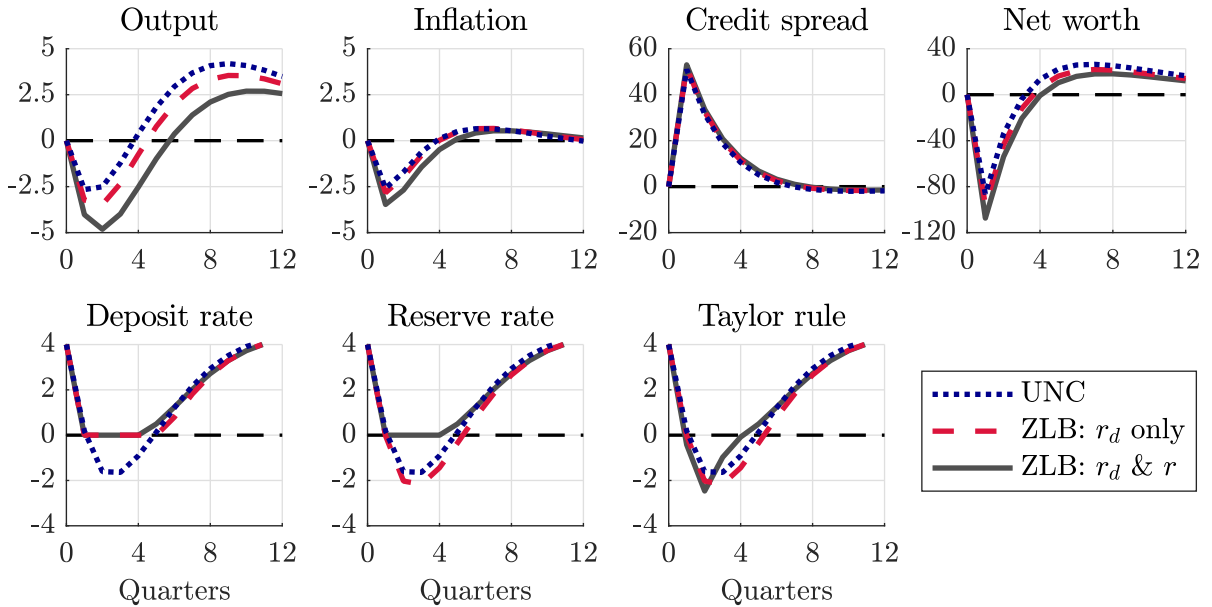 Output Inflation Credit spread Net worth
5 5 60 40
2.5 2.5 40 0
0 0 20 -40
-2.5 -2.5 0 -80
-5 -5 -20 -120
0 4 8 12 0 4 8 12 0 4 8 12 0 4 8 12
Deposit rate Reserve rate Taylor rule
4 4 4
2 2 2
0 0 0
-2 -2 -2
-4 -4 -4
0 4 8 12 0 4 8 12 0 4 8 12
Quarters Quarters Quarters
UNC
ZLB: r_d only
ZLB: r_d & r